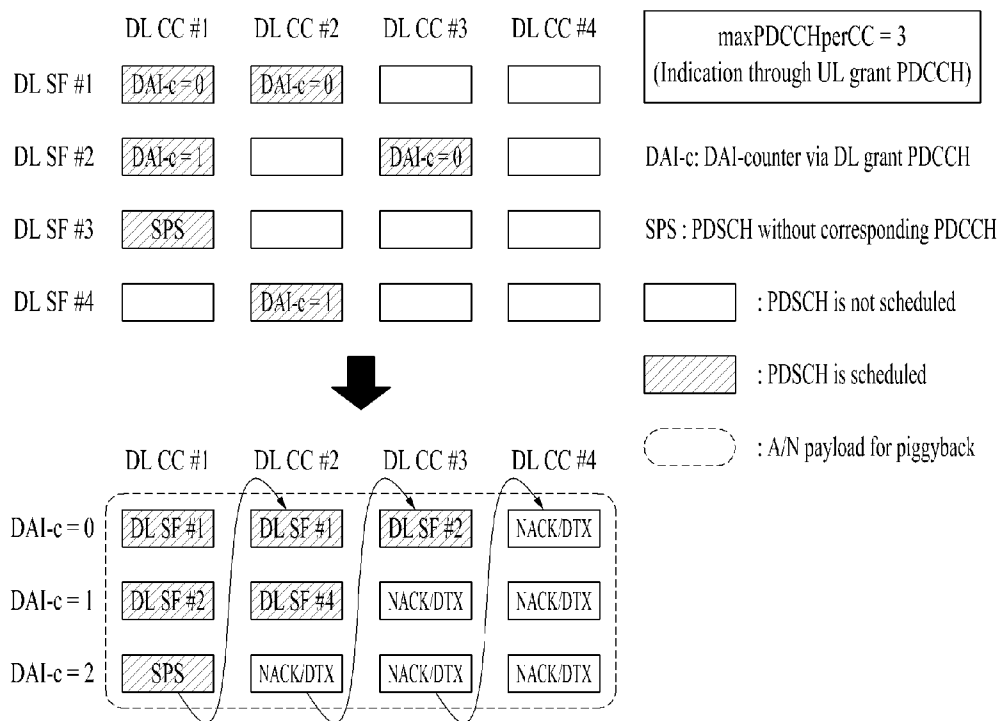 DL CC #1 DL CC #2 DL CC #3 DL CC #4
maxPDCCHperCC = 3
(Indication through UL grant PDCCH)
DL SF #1 DAI-c = 0 DAI-c = 0
DL SF #2 DAI-c = 1 DAI-c = 0
DAI-c: DAI-counter via DL grant PDCCH
DL SF #3 SPS
SPS : PDSCH without corresponding PDCCH
DL SF #4 DAI-c = 1
: PDSCH is not scheduled
: PDSCH is scheduled
: A/N payload for piggyback
DL CC #1 DL CC #2 DL CC #3 DL CC #4
DAI-c = 0 DL SF #1 DL SF #1 DL SF #2 NACK/DTX
DAI-c = 1 DL SF #2 DL SF #4 NACK/DTX NACK/DTX
DAI-c = 2 SPS NACK/DTX NACK/DTX NACK/DTX